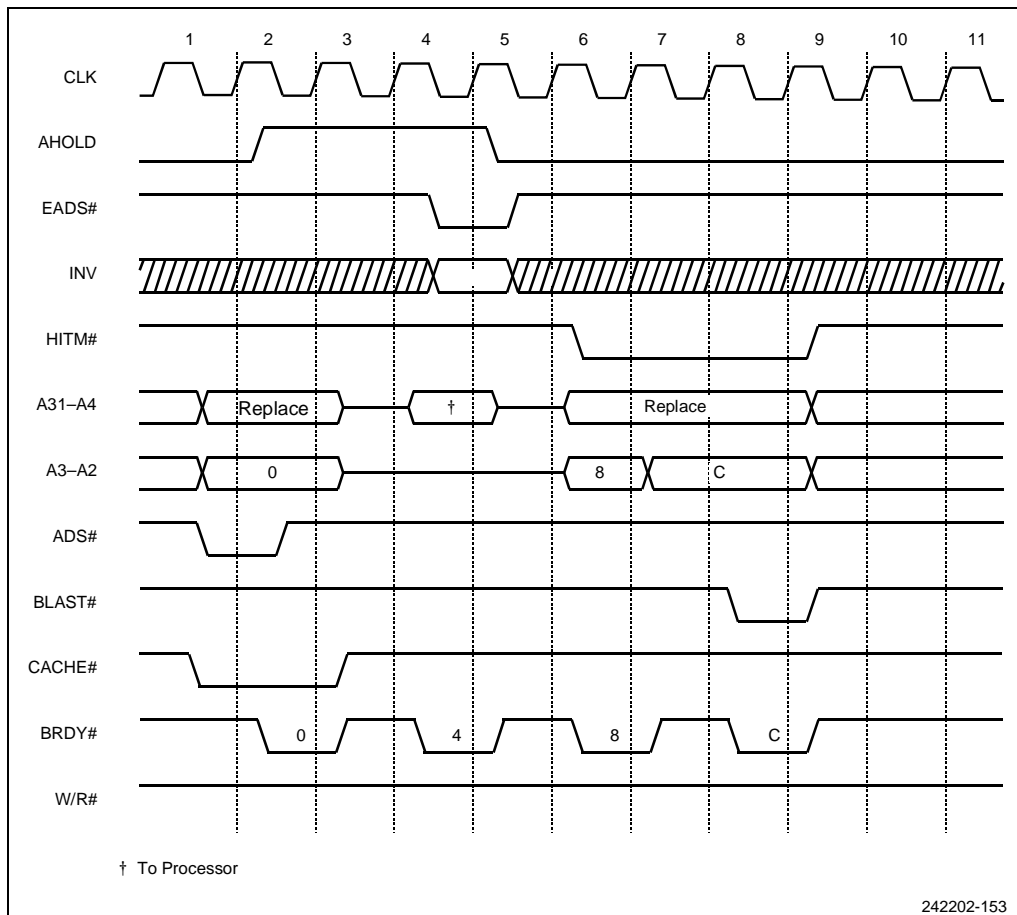 1 2 3 4 5 6 7 8 9 10 11
CLK
AHOLD
EADS#
INV
HITM#
A31–A4 Replace † Replace
A3–A2 0 8 C
ADS#
BLAST#
CACHE#
BRDY# 0 4 8 C
W/R#
† To Processor
242202-153